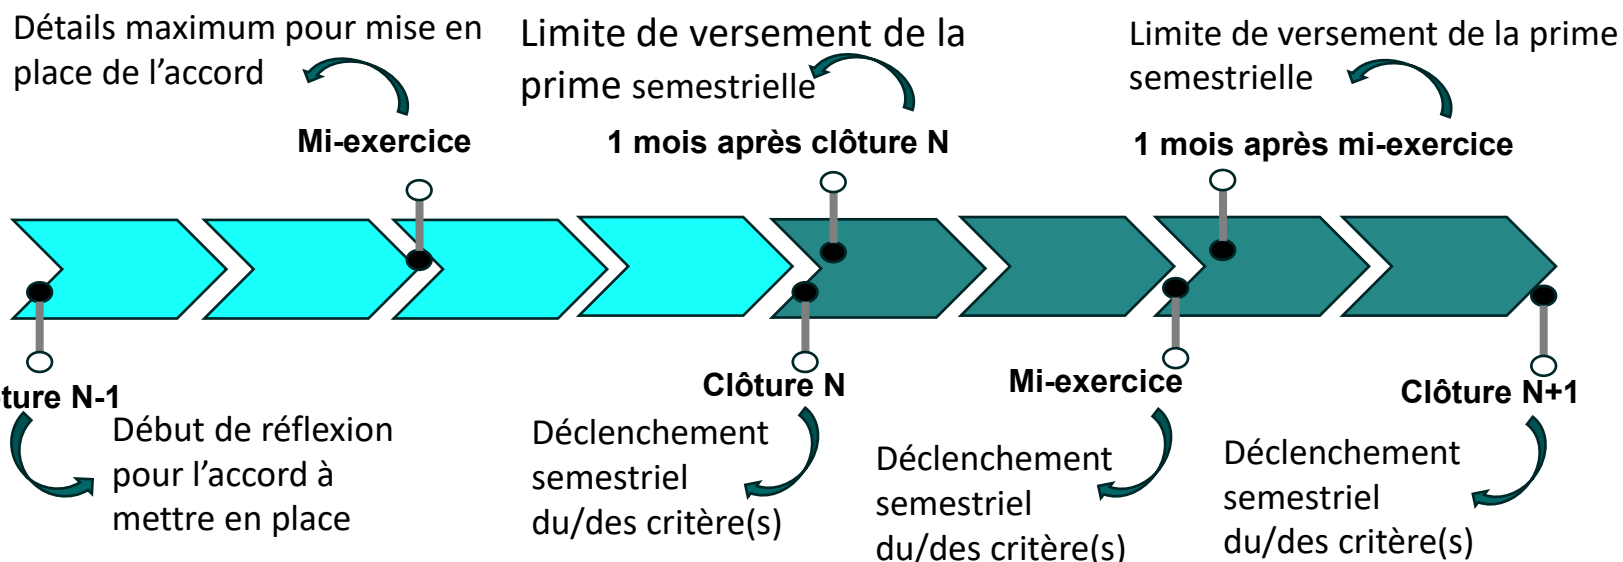 Détails maximum pour mise en
place de l’accord
Limite de versement de la
prime semestrielle
Limite de versement de la prime
semestrielle
Mi-exercice
1 mois après clôture N
1 mois après mi-exercice
ture N-1
Clôture N
Mi-exercice
Clôture N+1
Début de réflexion
pour l’accord à
mettre en place
Déclenchement
semestriel
du/des critère(s)
Déclenchement
semestriel
du/des critère(s)
Déclenchement
semestriel
du/des critère(s)